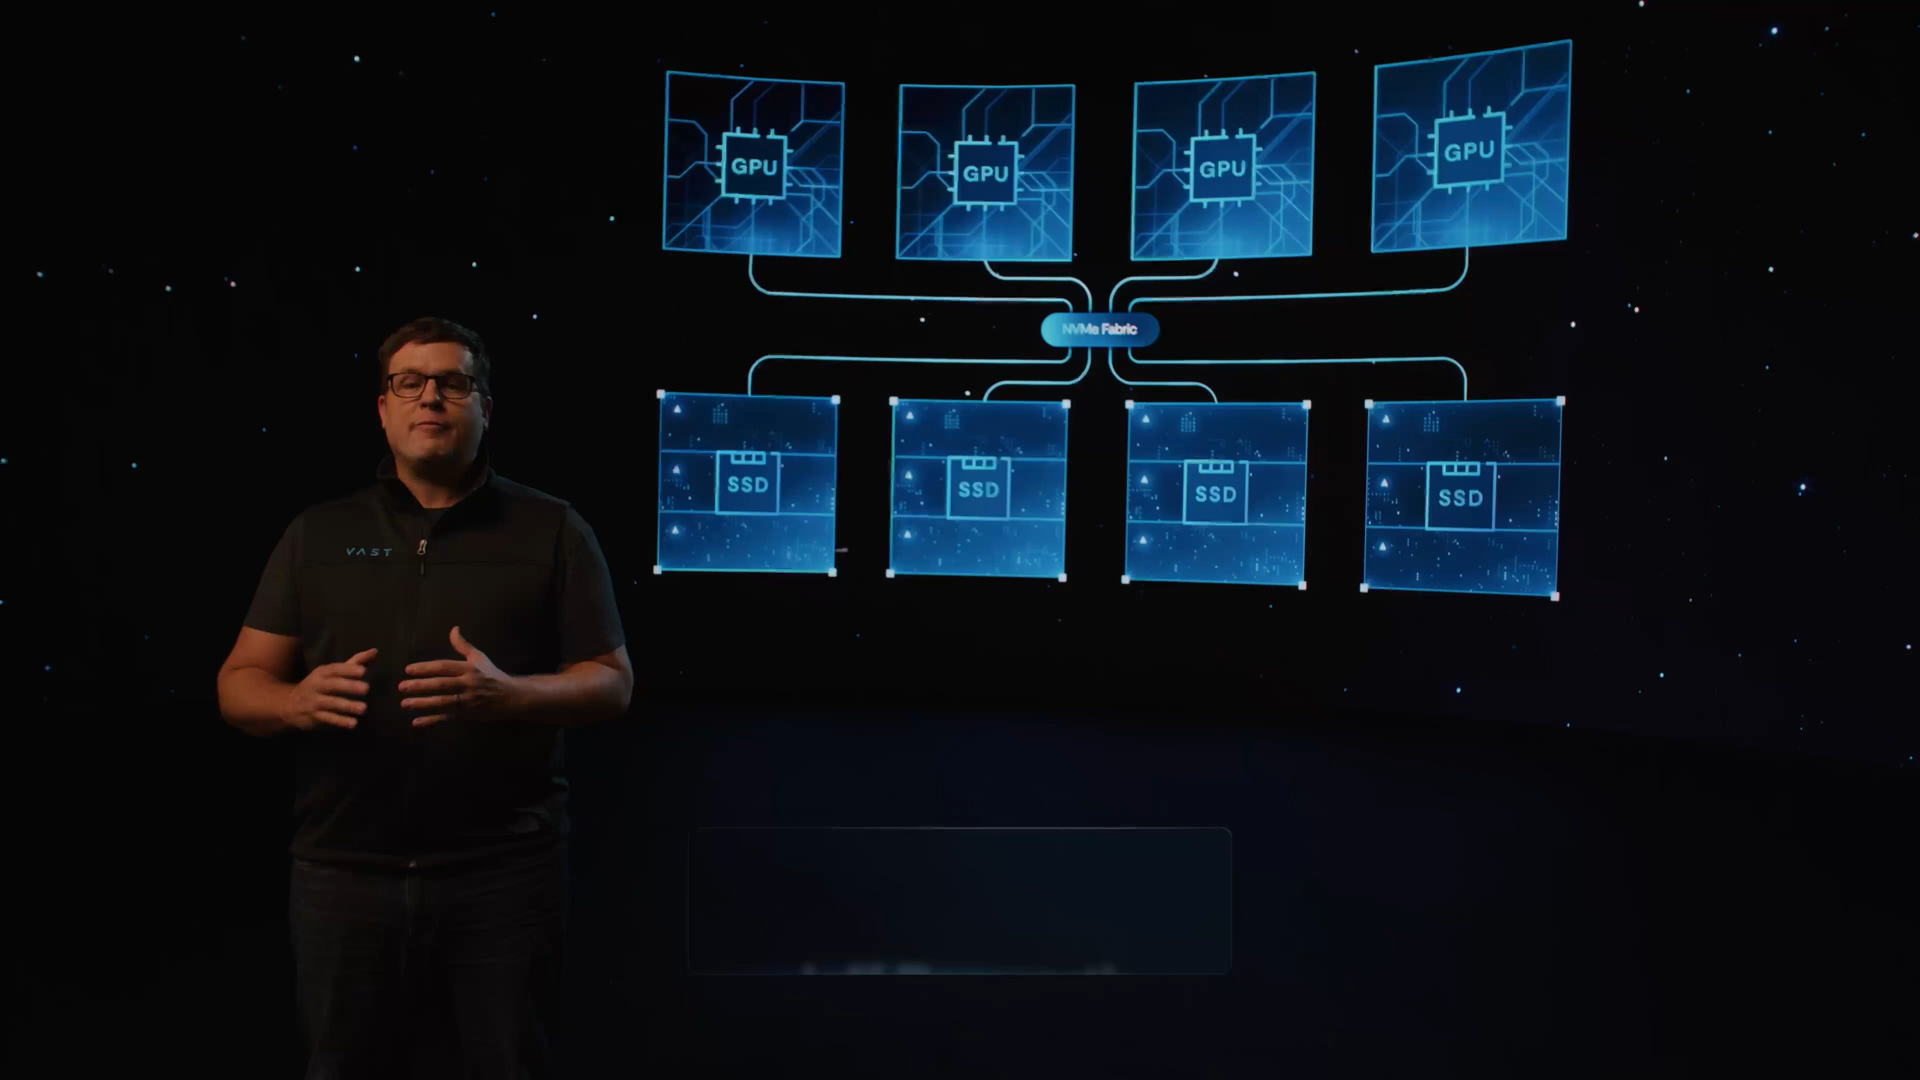 GPU GPU GPU GPU
NVMe Fabric
SSD SSD SSD SSD
VAST